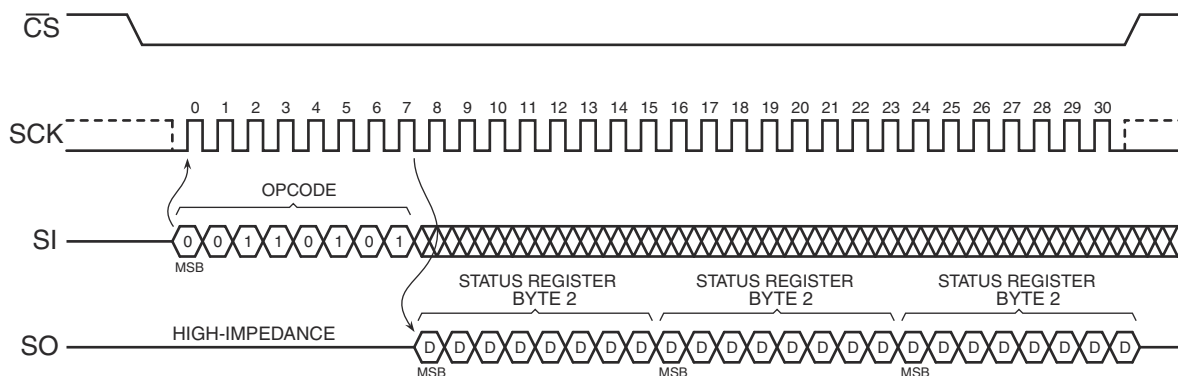 CS
0 1 2 3 4 5 6 7 8 9 10 11 12 13 14 15 16 17 18 19 20 21 22 23 24 25 26 27 28 29 30
SCK
OPCODE
SI
0 0 1 1 0 1 0 1
MSB
STATUS REGISTER
BYTE 2
STATUS REGISTER
BYTE 2
STATUS REGISTER
BYTE 2
HIGH-IMPEDANCE
SO
D D D D D D D D D D D D D D D D D D D D D D D D
MSB MSB MSB